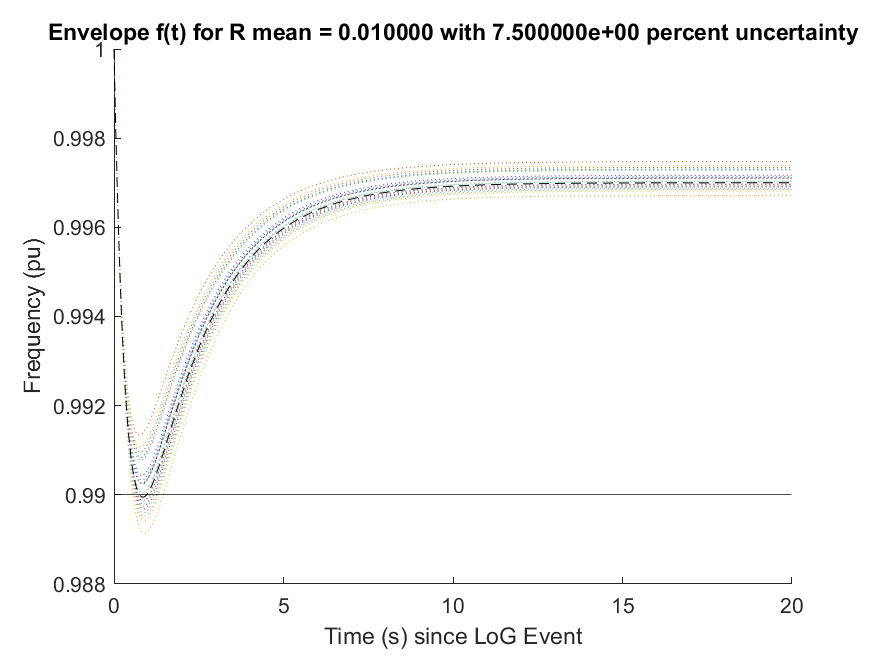 Envelope f(t) for R mean = 0.010000 with 7.500000e+00 percent uncertainty
1
0.998
0.996
0.994
0.992
0.99
0.988
Frequency (pu)
0 5 10 15 20
Time (s) since LoG Event